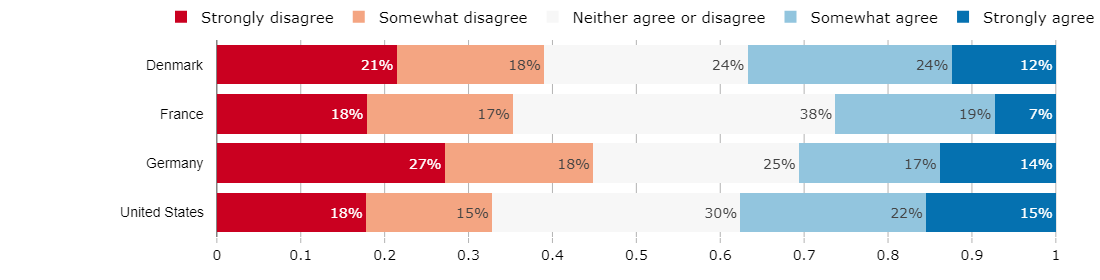 Strongly disagree Somewhat disagree Neither agree or disagree Somewhat agree Strongly agree
Denmark 21% 18% 24% 24% 12%
France 18% 17% 38% 19% 7%
Germany 27% 18% 25% 17% 14%
United States 18% 15% 30% 22% 15%
0 0.1 0.2 0.3 0.4 0.5 0.6 0.7 0.8 0.9 1